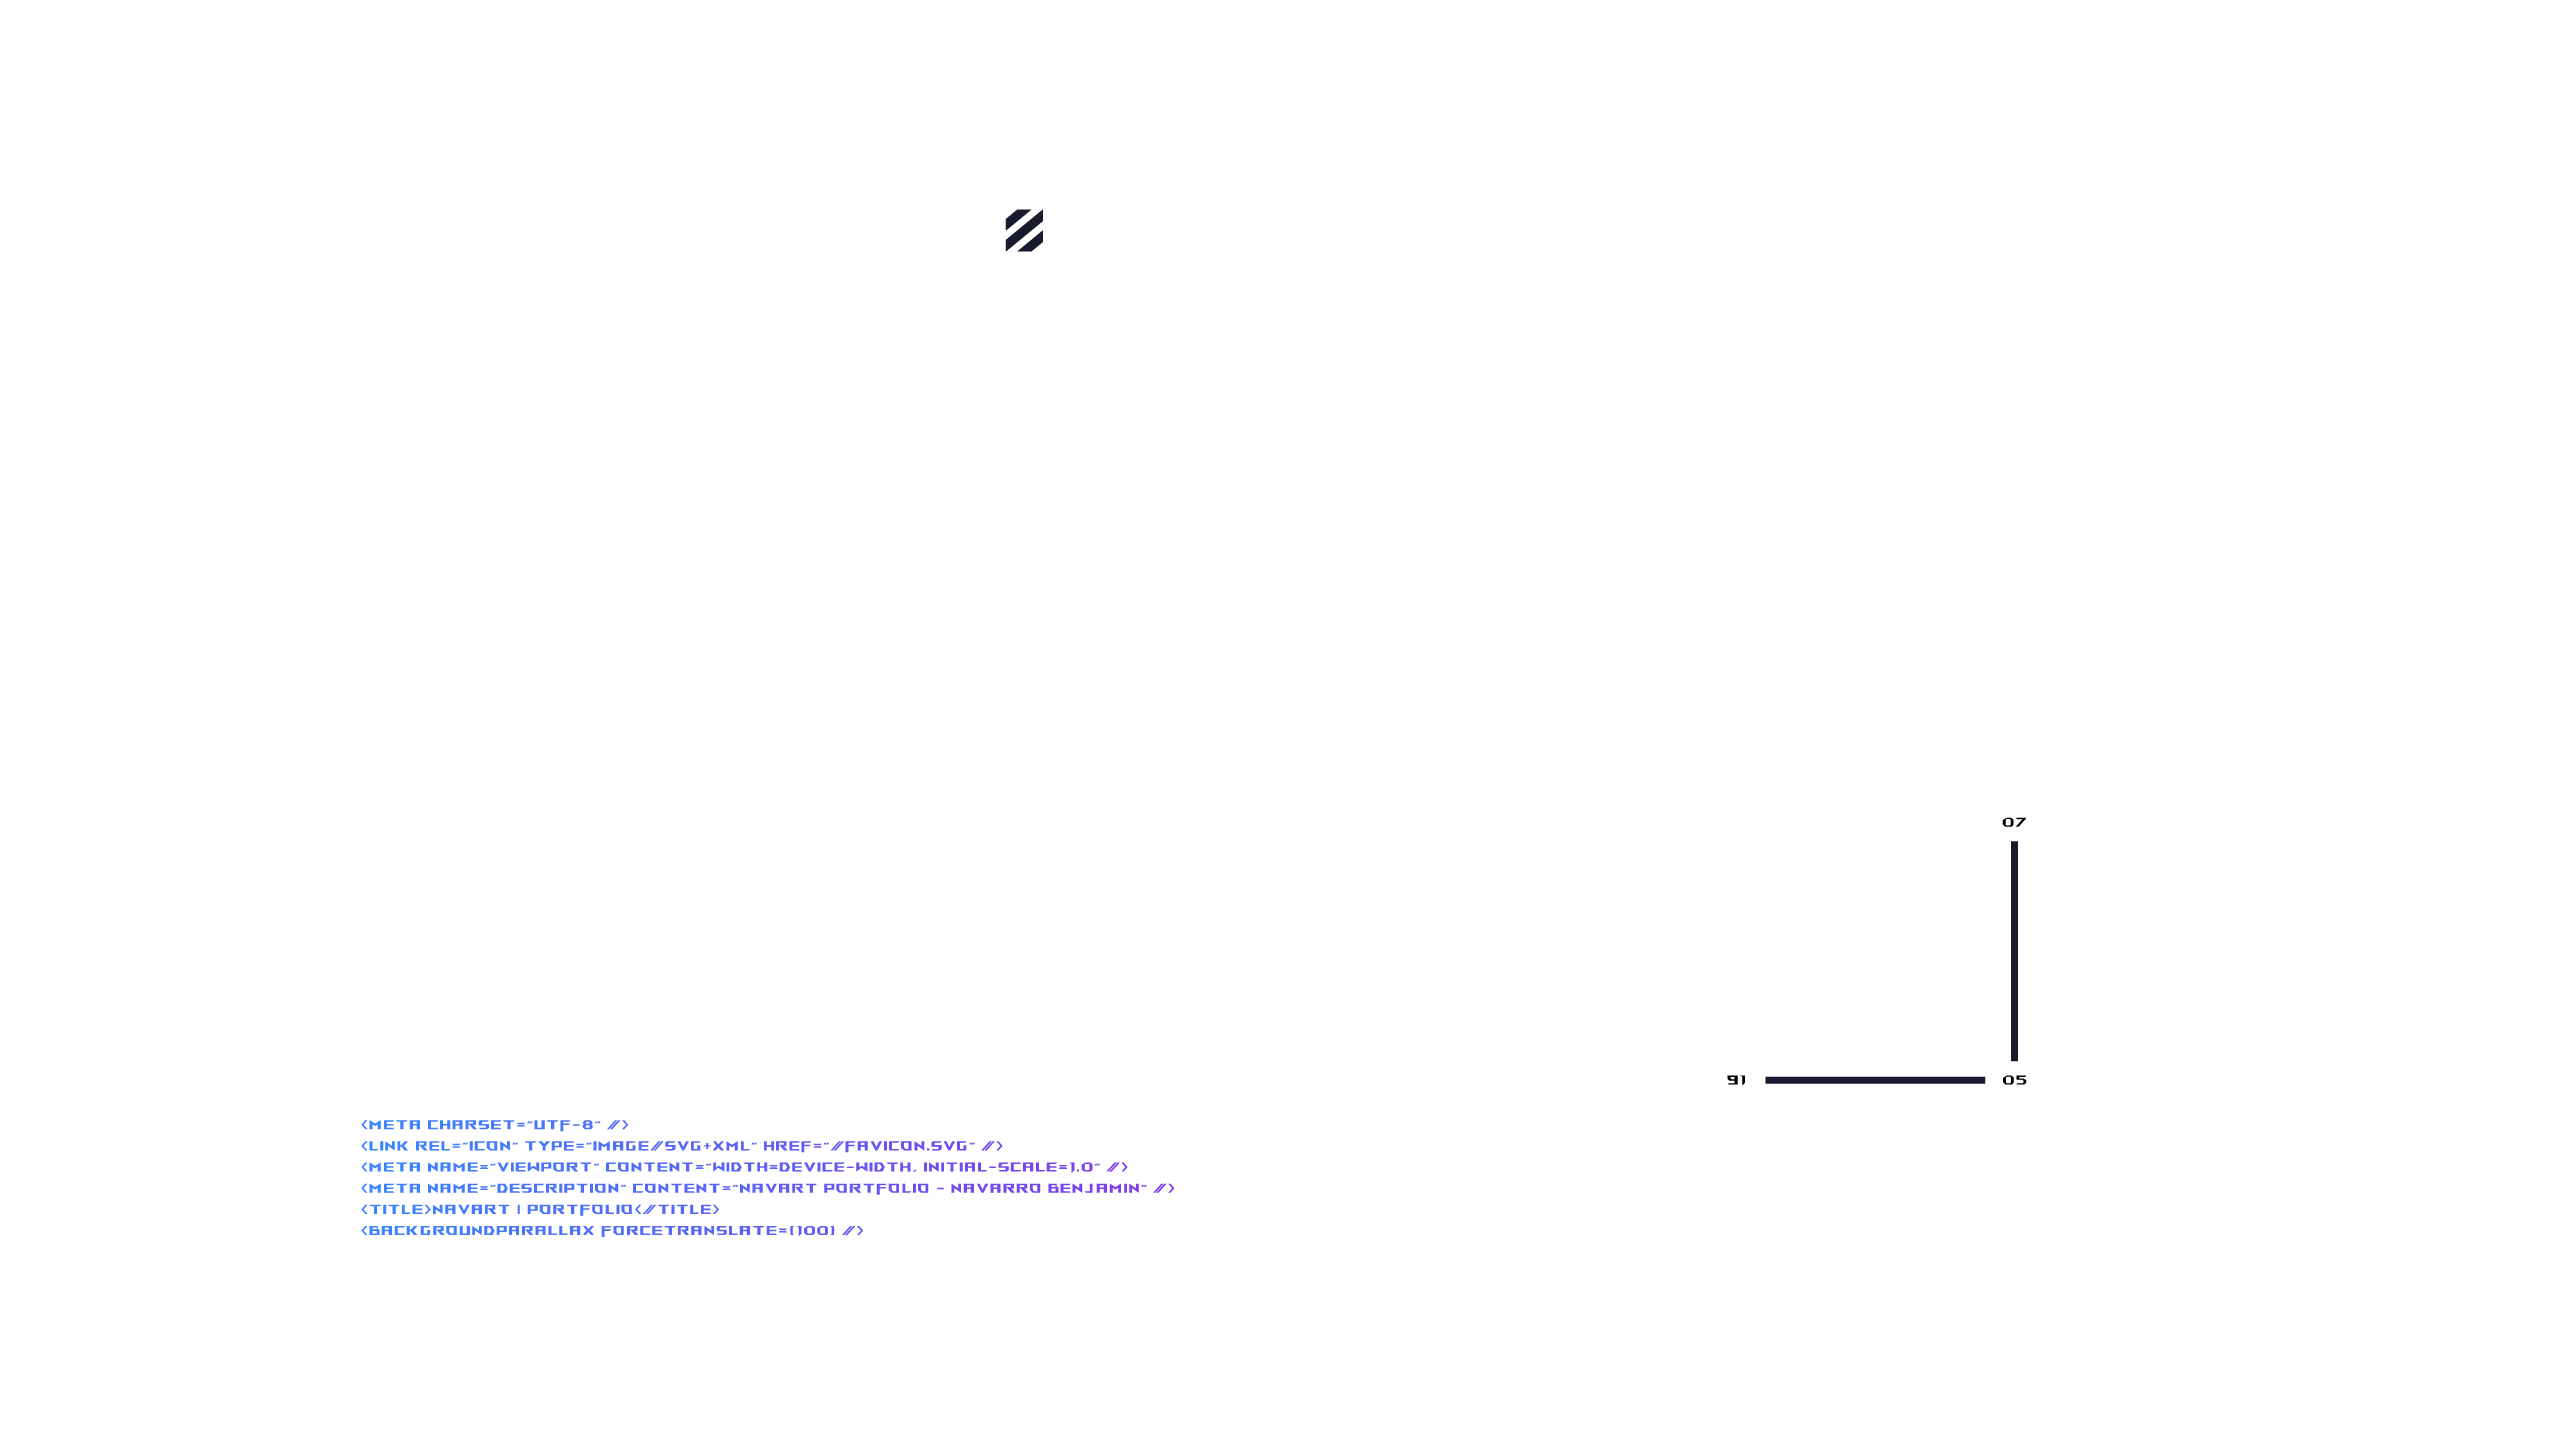 07
91
05
<META CHARSET="UTF-8" />
<LINK REL="ICON" TYPE="IMAGE/SVG+XML" HREF="/FAVICON.SVG" />
<META NAME="VIEWPORT" CONTENT="WIDTH=DEVICE-WIDTH, INITIAL-SCALE=1.0" />
<META NAME="DESCRIPTION" CONTENT="NAVART PORTFOLIO - NAVARRO BENJAMIN" />
<TITLE>NAVART | PORTFOLIO</TITLE>
<BACKGROUNDPARALLAX FORCETRANSLATE={100} />